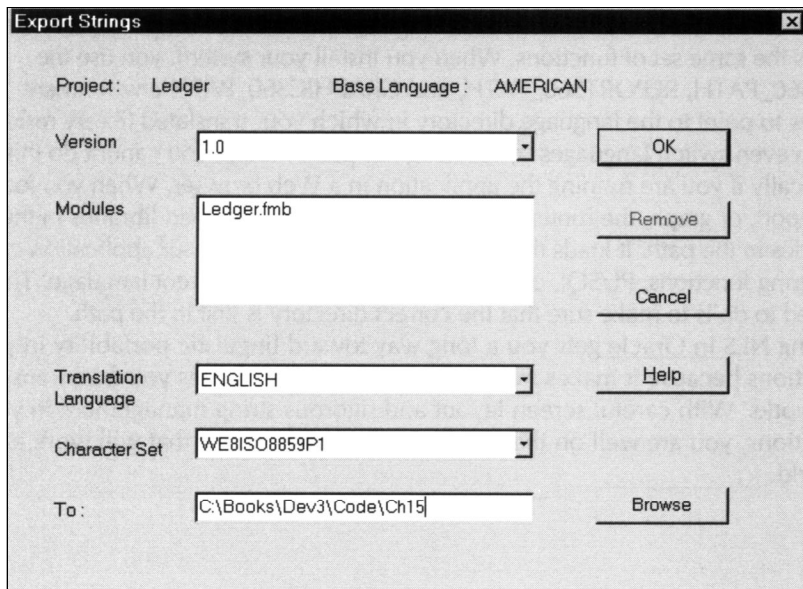 Export Strings
Project: Ledger Base Language: AMERICAN
Version 1.0 OK
Modules Ledger.fmb Remove
Cancel
Translation Language ENGLISH Help
Character Set WE8ISO8859P1
To: C:\Books\Dev3\Code\Ch15 Browse